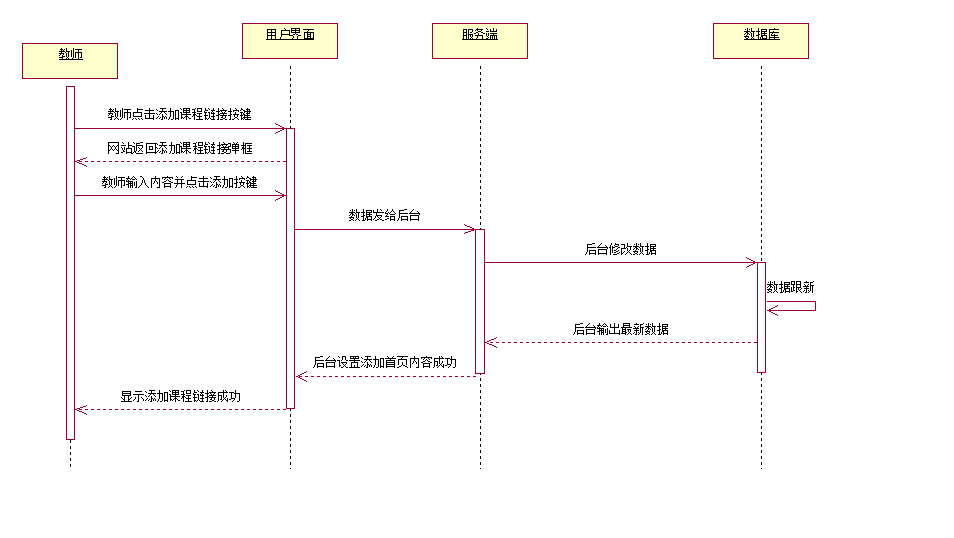 教师
用户界面
服务端
数据库
教师点击添加课程链接按键
网站返回添加课程链接弹框
教师输入内容并点击添加按键
数据发给后台
后台修改数据
数据跟新
后台输出最新数据
后台设置添加首页内容成功
显示添加课程链接成功